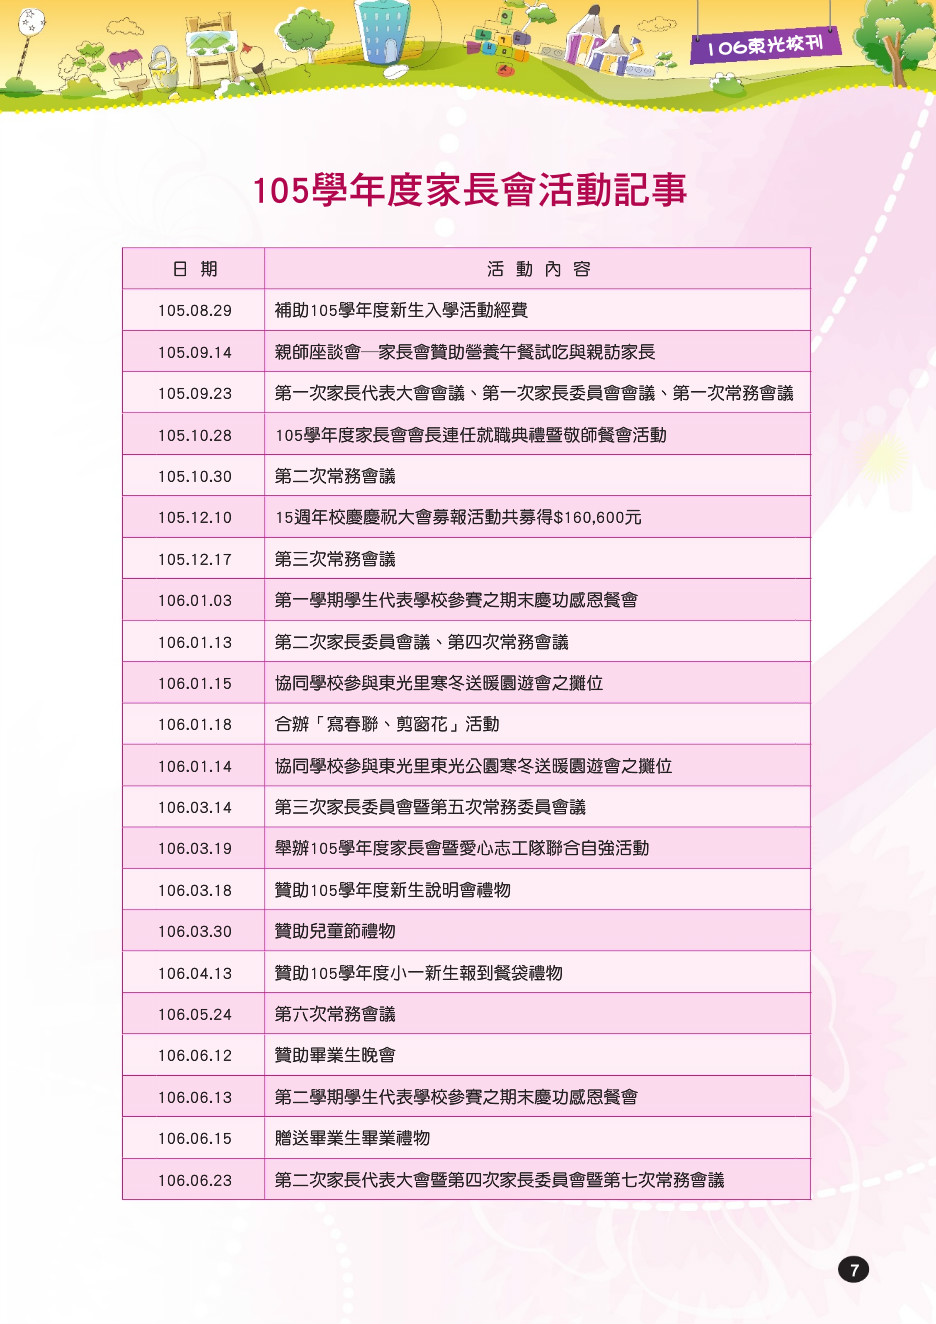 106東光校刊
105學年度家長會活動記事
日 期 活 動 內 容
105.08.29 補助105學年度新生入學活動經費
105.09.14 親師座談會─家長會贊助營養午餐試吃與親訪家長
105.09.23 第一次家長代表大會會議、第一次家長委員會會議、第一次常務會議
105.10.28 105學年度家長會會長連任就職典禮暨敬師餐會活動
105.10.30 第二次常務會議
105.12.10 15週年校慶慶祝大會募報活動共募得$160,600元
105.12.17 第三次常務會議
106.01.03 第一學期學生代表學校參賽之期末慶功感恩餐會
106.01.13 第二次家長委員會議、第四次常務會議
106.01.15 協同學校參與東光里寒冬送暖園遊會之攤位
106.01.18 合辦「寫春聯、剪窗花」活動
106.01.14 協同學校參與東光里東光公園寒冬送暖園遊會之攤位
106.03.14 第三次家長委員會暨第五次常務委員會議
106.03.19 舉辦105學年度家長會暨愛心志工隊聯合自強活動
106.03.18 贊助105學年度新生說明會禮物
106.03.30 贊助兒童節禮物
106.04.13 贊助105學年度小一新生報到餐袋禮物
106.05.24 第六次常務會議
106.06.12 贊助畢業生晚會
106.06.13 第二學期學生代表學校參賽之期末慶功感恩餐會
106.06.15 贈送畢業生畢業禮物
106.06.23 第二次家長代表大會暨第四次家長委員會暨第七次常務會議
7